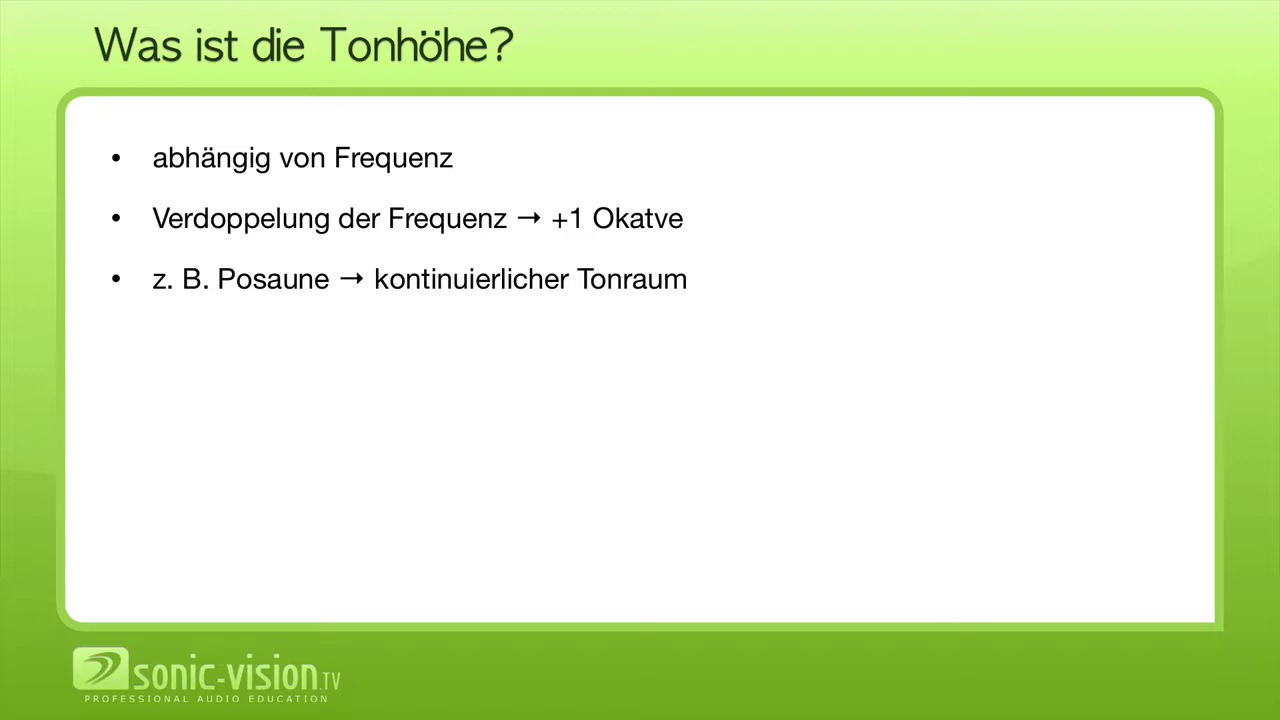 Was ist die Tonhöhe?
• abhängig von Frequenz
• Verdoppelung der Frequenz → +1 Okatve
• z. B. Posaune → kontinuierlicher Tonraum
sonic-vision.TV
PROFESSIONAL AUDIO EDUCATION